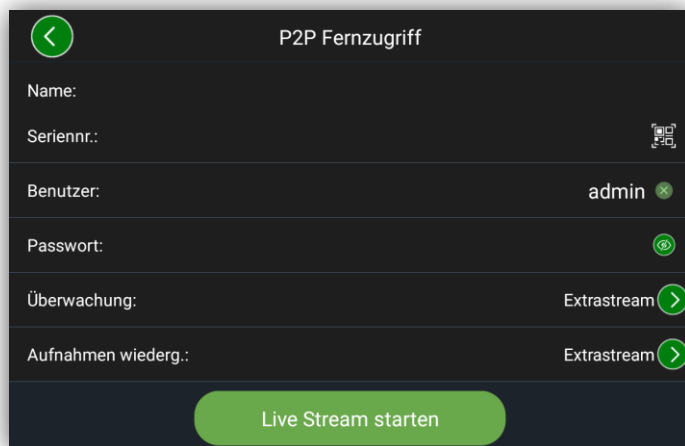 P2P Fernzugriff
Name:
Seriennr.:
Benutzer: admin
Passwort:
Überwachung: Extrastream
Aufnahmen wiederg.: Extrastream
Live Stream starten